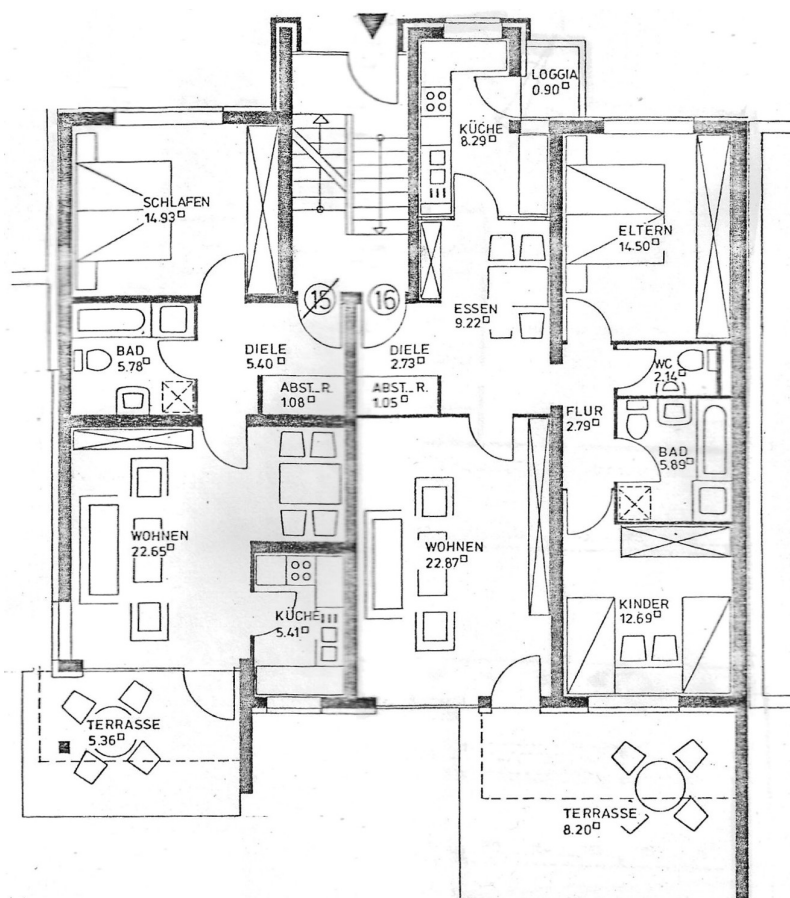 LOGGIA
0.90□
KÜCHE
8.29□
SCHLAFEN
14.93□
ELTERN
14.50□
15
16
ESSEN
9.22□
BAD
5.78□
DIELE
5.40□
DIELE
2.73□
WC
2.14□
ABST_R.
1.08□
ABST_R.
1.05□
FLUR
2.79□
BAD
5.89□
WOHNEN
22.65□
WOHNEN
22.87□
KÜCHE
5.41□
KINDER
12.69□
TERRASSE
5.36□
TERRASSE
8.20□